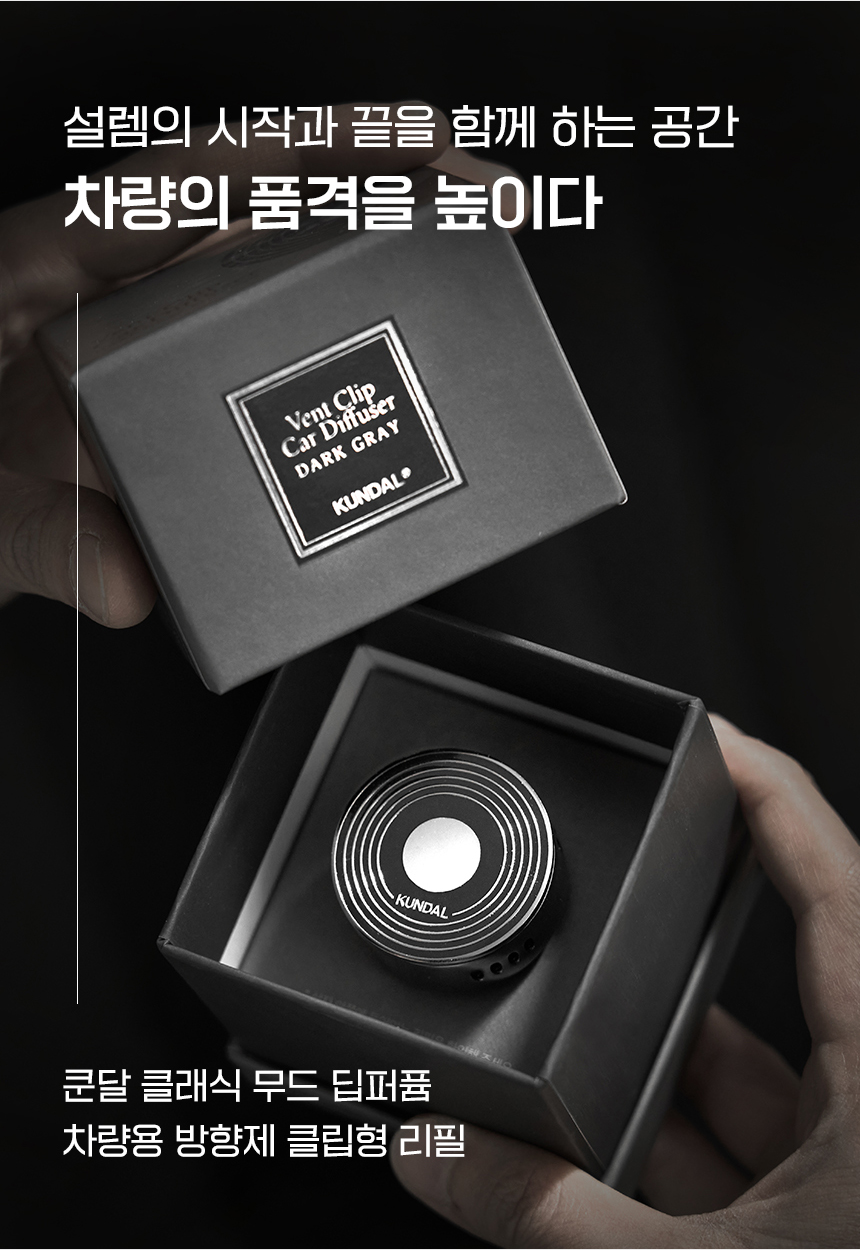 설렘의 시작과 끝을 함께 하는 공간
차량의 품격을 높이다
Vent Clip
Car Diffuser
DARK GRAY
KUNDAL®
KUNDAL
쿤달 클래식 무드 딥퍼퓸
차량용 방향제 클립형 리필